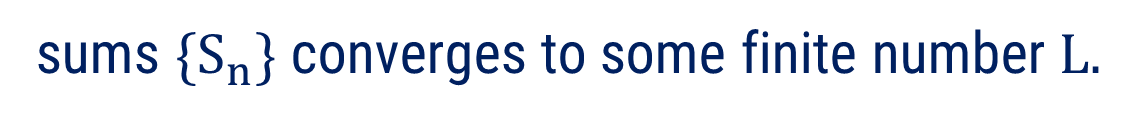 sums {Sₙ} converges to some finite number L.